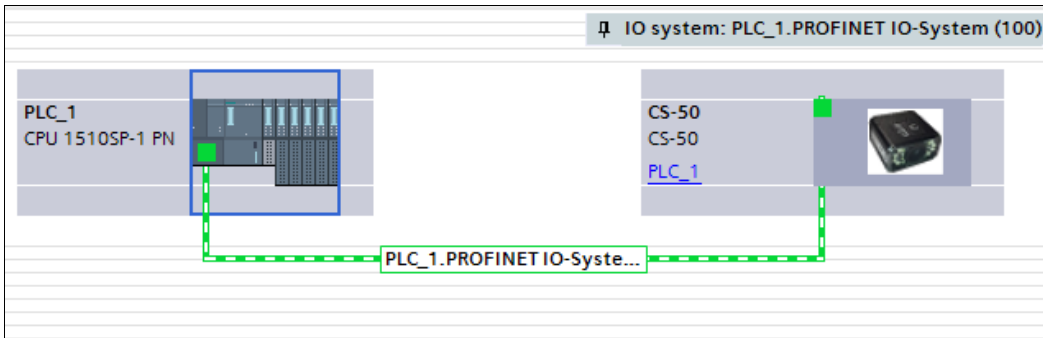 IO system: PLC_1.PROFINET IO-System (100)
PLC_1
CPU 1510SP-1 PN
CS-50
CS-50
PLC_1
PLC_1.PROFINET IO-Syste...